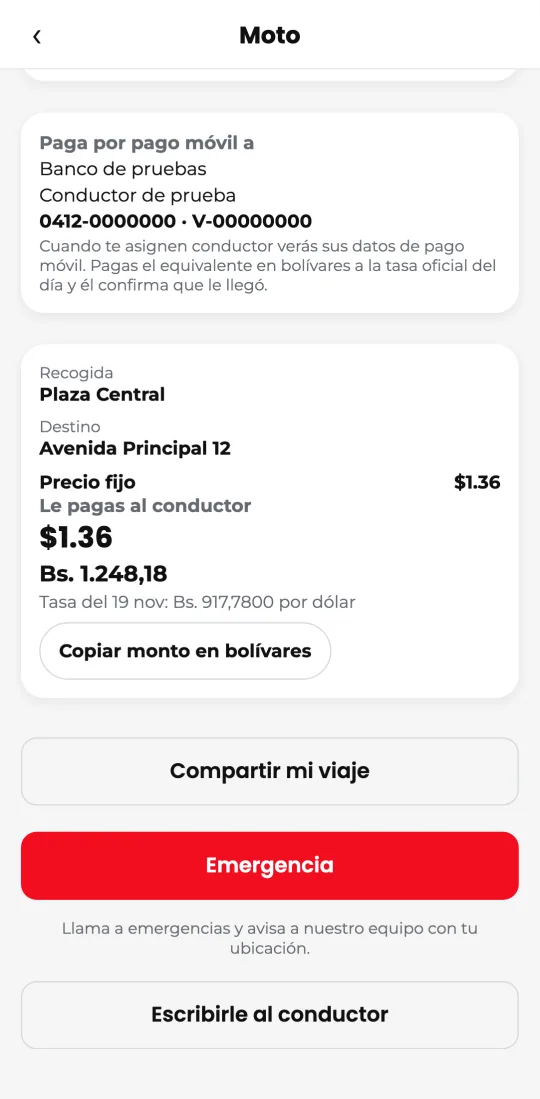 Moto
Paga por pago móvil a
Banco de pruebas
Conductor de prueba
0412-0000000 · V-00000000
Cuando te asignen conductor verás sus datos de pago
móvil. Pagas el equivalente en bolívares a la tasa oficial del
día y él confirma que le llegó.
Recogida
Plaza Central
Destino
Avenida Principal 12
Precio fijo $1.36
Le pagas al conductor
$1.36
Bs. 1.248,18
Tasa del 19 nov: Bs. 917,7800 por dólar
Copiar monto en bolívares
Compartir mi viaje
Emergencia
Llama a emergencias y avisa a nuestro equipo con tu
ubicación.
Escribirle al conductor